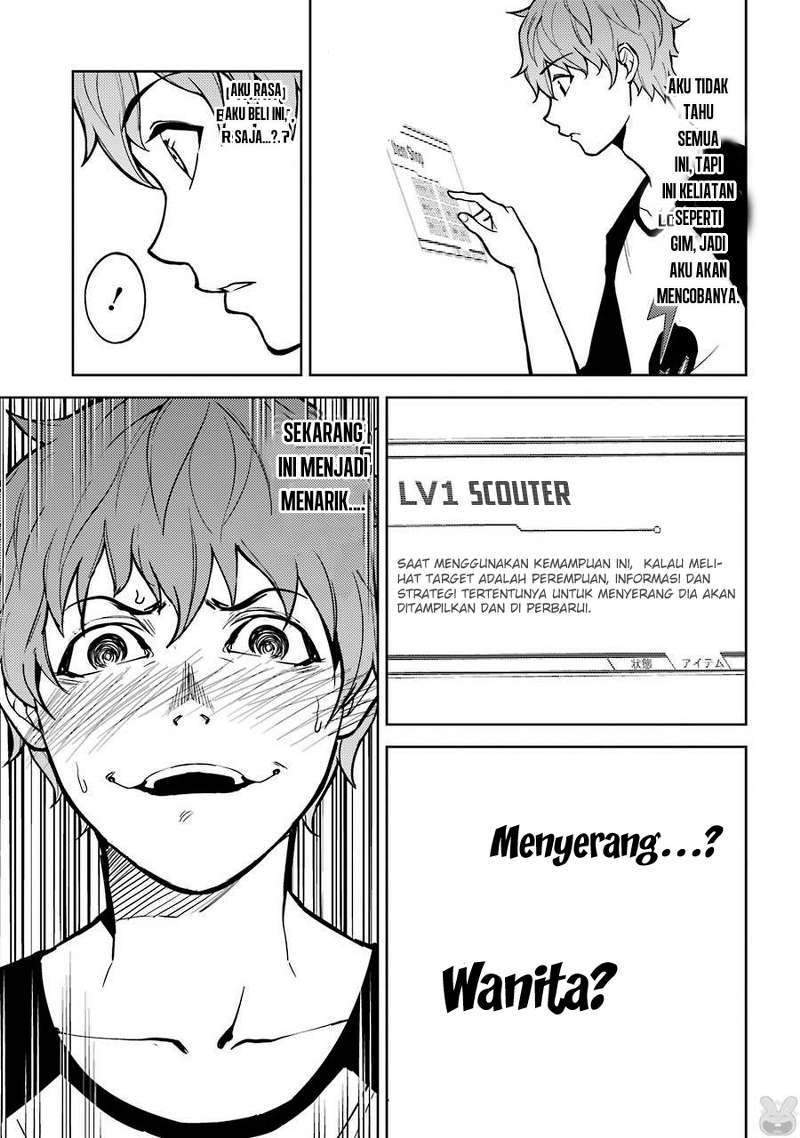 AKU TIDAK
TAHU
SEMUA
INI, TAPI
INI KELIATAN
SEPERTI
GIM, JADI
AKU AKAN
MENCOBANYA.
Item Shop
AKU RASA
AKU BELI INI,
SAJA...?
!
LV1 SCOUTER
SAAT MENGGUNAKAN KEMAMPUAN INI, KALAU MELI-
HAT TARGET ADALAH PEREMPUAN, INFORMASI DAN
STRATEGI TERTENTUNYA UNTUK MENYERANG DIA AKAN
DITAMPILKAN DAN DI PERBARUI.
状態 アイテム
Menyerang...?
Wanita?
SEKARANG
INI MENJADI
MENARIK....